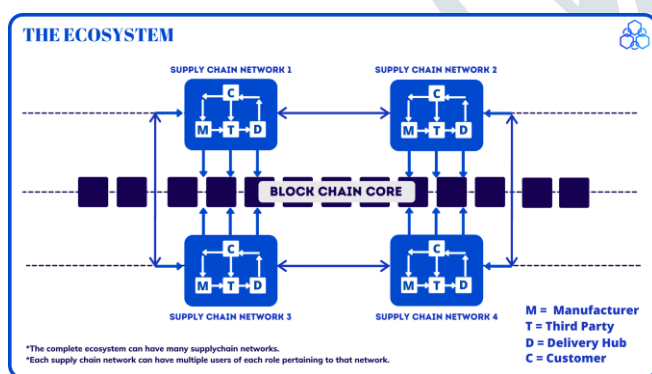 THE ECOSYSTEM
SUPPLY CHAIN NETWORK 1
SUPPLY CHAIN NETWORK 2
C
M T D
C
M T D
BLOCK CHAIN CORE
C
M T D
C
M T D
SUPPLY CHAIN NETWORK 3
SUPPLY CHAIN NETWORK 4
M = Manufacturer
T = Third Party
D = Delivery Hub
C = Customer
*The complete ecosystem can have many supplychain networks.
*Each supply chain network can have multiple users of each role pertaining to that network.